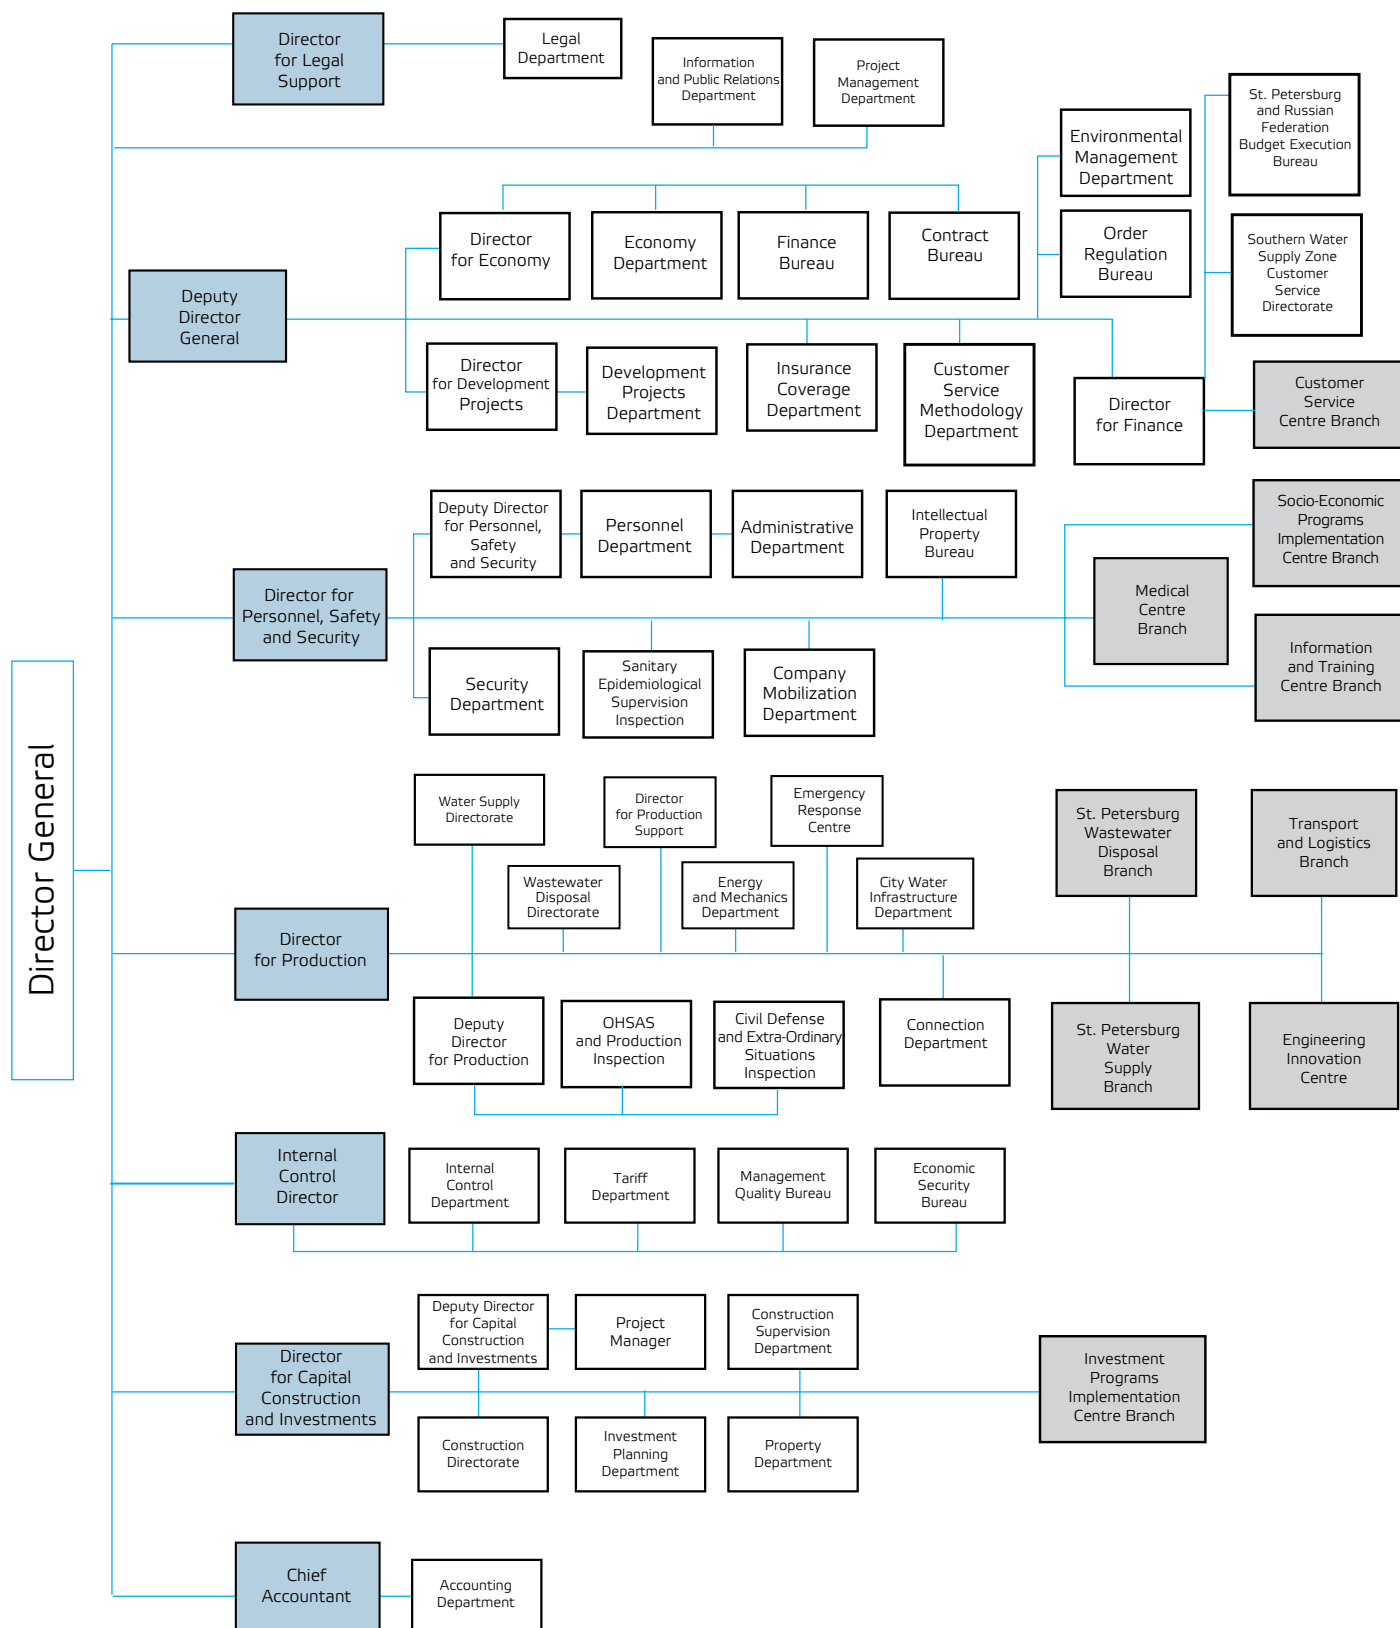 Director General
Director
for Legal
Support
Legal
Department
Information
and Public Relations
Department
Project
Management
Department
St. Petersburg
and Russian
Federation
Budget Execution
Bureau
Environmental
Management
Department
Director
for Economy
Economy
Department
Finance
Bureau
Contract
Bureau
Order
Regulation
Bureau
Southern Water
Supply Zone
Customer
Service
Directorate
Deputy
Director
General
Director
for Development
Projects
Development
Projects
Department
Insurance
Coverage
Department
Customer
Service
Methodology
Department
Director
for Finance
Customer
Service
Centre Branch
Deputy Director
for Personnel,
Safety
and Security
Personnel
Department
Administrative
Department
Intellectual
Property
Bureau
Socio-Economic
Programs
Implementation
Centre Branch
Director for
Personnel, Safety
and Security
Medical
Centre
Branch
Security
Department
Sanitary
Epidemiological
Supervision
Inspection
Company
Mobilization
Department
Information
and Training
Centre Branch
Water Supply
Directorate
Director
for Production
Support
Emergency
Response
Centre
St. Petersburg
Wastewater
Disposal
Branch
Transport
and Logistics
Branch
Wastewater
Disposal
Directorate
Energy
and Mechanics
Department
City Water
Infrastructure
Department
Director
for Production
Deputy
Director
for Production
OHSAS
and Production
Inspection
Civil Defense
and Extra-Ordinary
Situations
Inspection
Connection
Department
St. Petersburg
Water
Supply
Branch
Engineering
Innovation
Centre
Internal
Control
Director
Internal
Control
Department
Tariff
Department
Management
Quality Bureau
Economic
Security
Bureau
Deputy Director
for Capital
Construction
and Investments
Project
Manager
Construction
Supervision
Department
Director
for Capital
Construction
and Investments
Investment
Programs
Implementation
Centre Branch
Construction
Directorate
Investment
Planning
Department
Property
Department
Chief
Accountant
Accounting
Department